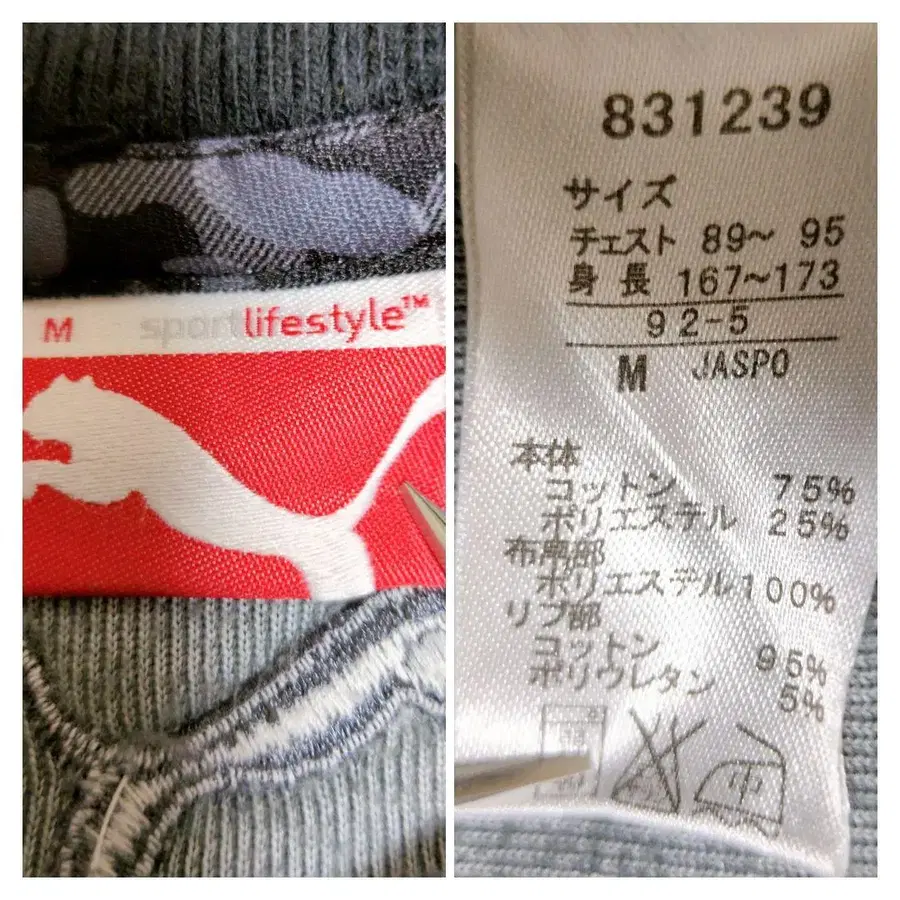 M sportlifestyle™
831239
サイズ
チェスト 89〜 95
身長 167〜173
92-5
M JASPO
本体
コットン 75%
ポリエステル 25%
布帛部
ポリエステル100%
リブ部
コットン 95%
ポリウレタン 5%
中